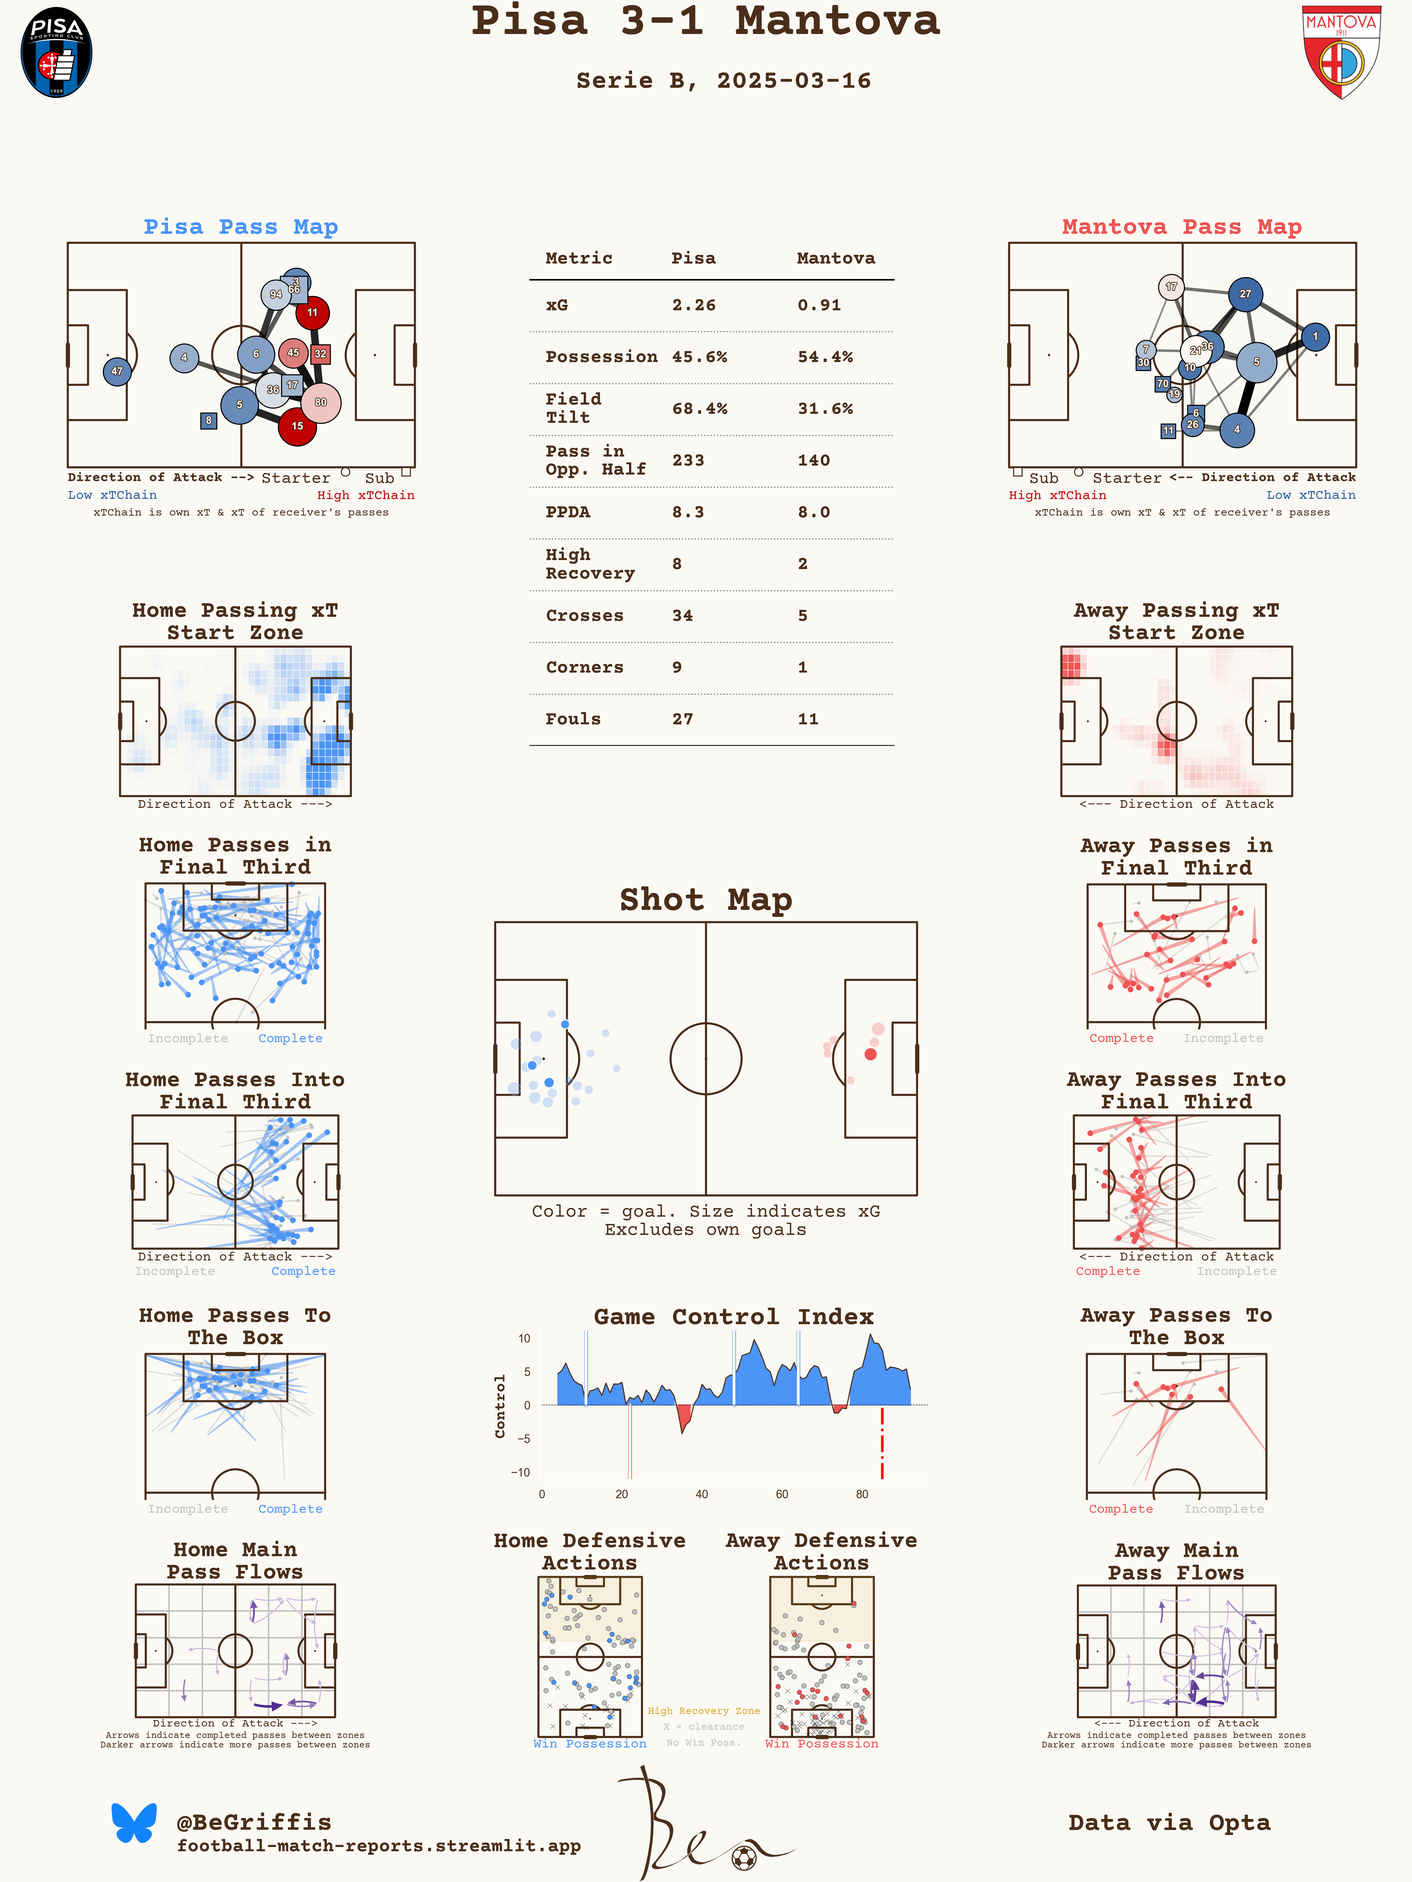 Pisa 3-1 Mantova
Serie B, 2025-03-16
PISA
SPORTING CLUB
1909
MANTOVA
1911
Pisa Pass Map
3
66
94
11
4
6
45
32
47
17
36
5
80
8
15
Direction of Attack --> Starter Sub
Low xTChain High xTChain
xTChain is own xT & xT of receiver's passes
Metric Pisa Mantova
xG 2.26 0.91
Possession 45.6% 54.4%
Field
Tilt 68.4% 31.6%
Pass in
Opp. Half 233 140
PPDA 8.3 8.0
High
Recovery 8 2
Crosses 34 5
Corners 9 1
Fouls 27 11
Mantova Pass Map
17
27
1
7
21
36
30
10
5
70
19
6
11
26
4
Sub Starter <-- Direction of Attack
High xTChain Low xTChain
xTChain is own xT & xT of receiver's passes
Home Passing xT
Start Zone
Direction of Attack --->
Away Passing xT
Start Zone
<--- Direction of Attack
Home Passes in
Final Third
Incomplete Complete
Away Passes in
Final Third
Complete Incomplete
Shot Map
Color = goal. Size indicates xG
Excludes own goals
Home Passes Into
Final Third
Direction of Attack --->
Incomplete Complete
Away Passes Into
Final Third
<--- Direction of Attack
Complete Incomplete
Home Passes To
The Box
Incomplete Complete
Game Control Index
Control
10
5
0
−5
−10
0 20 40 60 80
Away Passes To
The Box
Complete Incomplete
Home Main
Pass Flows
Direction of Attack --->
Arrows indicate completed passes between zones
Darker arrows indicate more passes between zones
Home Defensive
Actions
Win Possession
High Recovery Zone
X = clearance
No Win Poss.
Away Defensive
Actions
Win Possession
Away Main
Pass Flows
<--- Direction of Attack
Arrows indicate completed passes between zones
Darker arrows indicate more passes between zones
@BeGriffis
football-match-reports.streamlit.app
Ben
Data via Opta